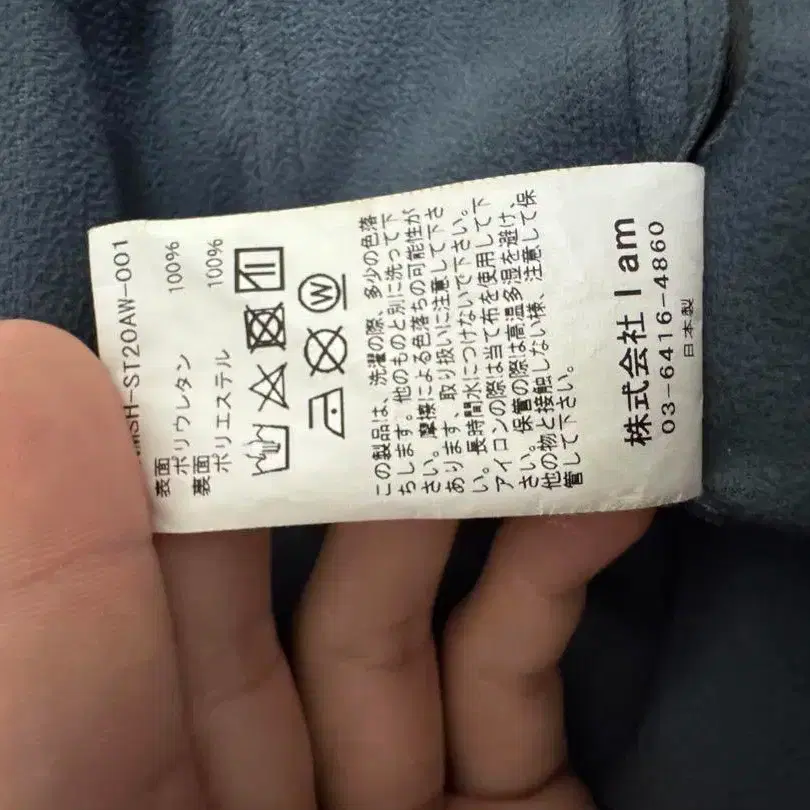 MSH-ST20AW-001
表面
ポリウレタン 100%
裏面
ポリエステル 100%
W
この製品は、洗濯の際、多少の色落
ちします。他のものと別に洗って下
さい。摩擦による色落ちの可能性が
あります、取り扱いに注意して下さ
い。長時間水につけないで下さい。
アイロンの際は当て布を使用して下
さい。保管の際は高温多湿を避け、
他の物と接触しない様、注意して保
管して下さい。
株式会社 I am
03-6416-4860
日本製